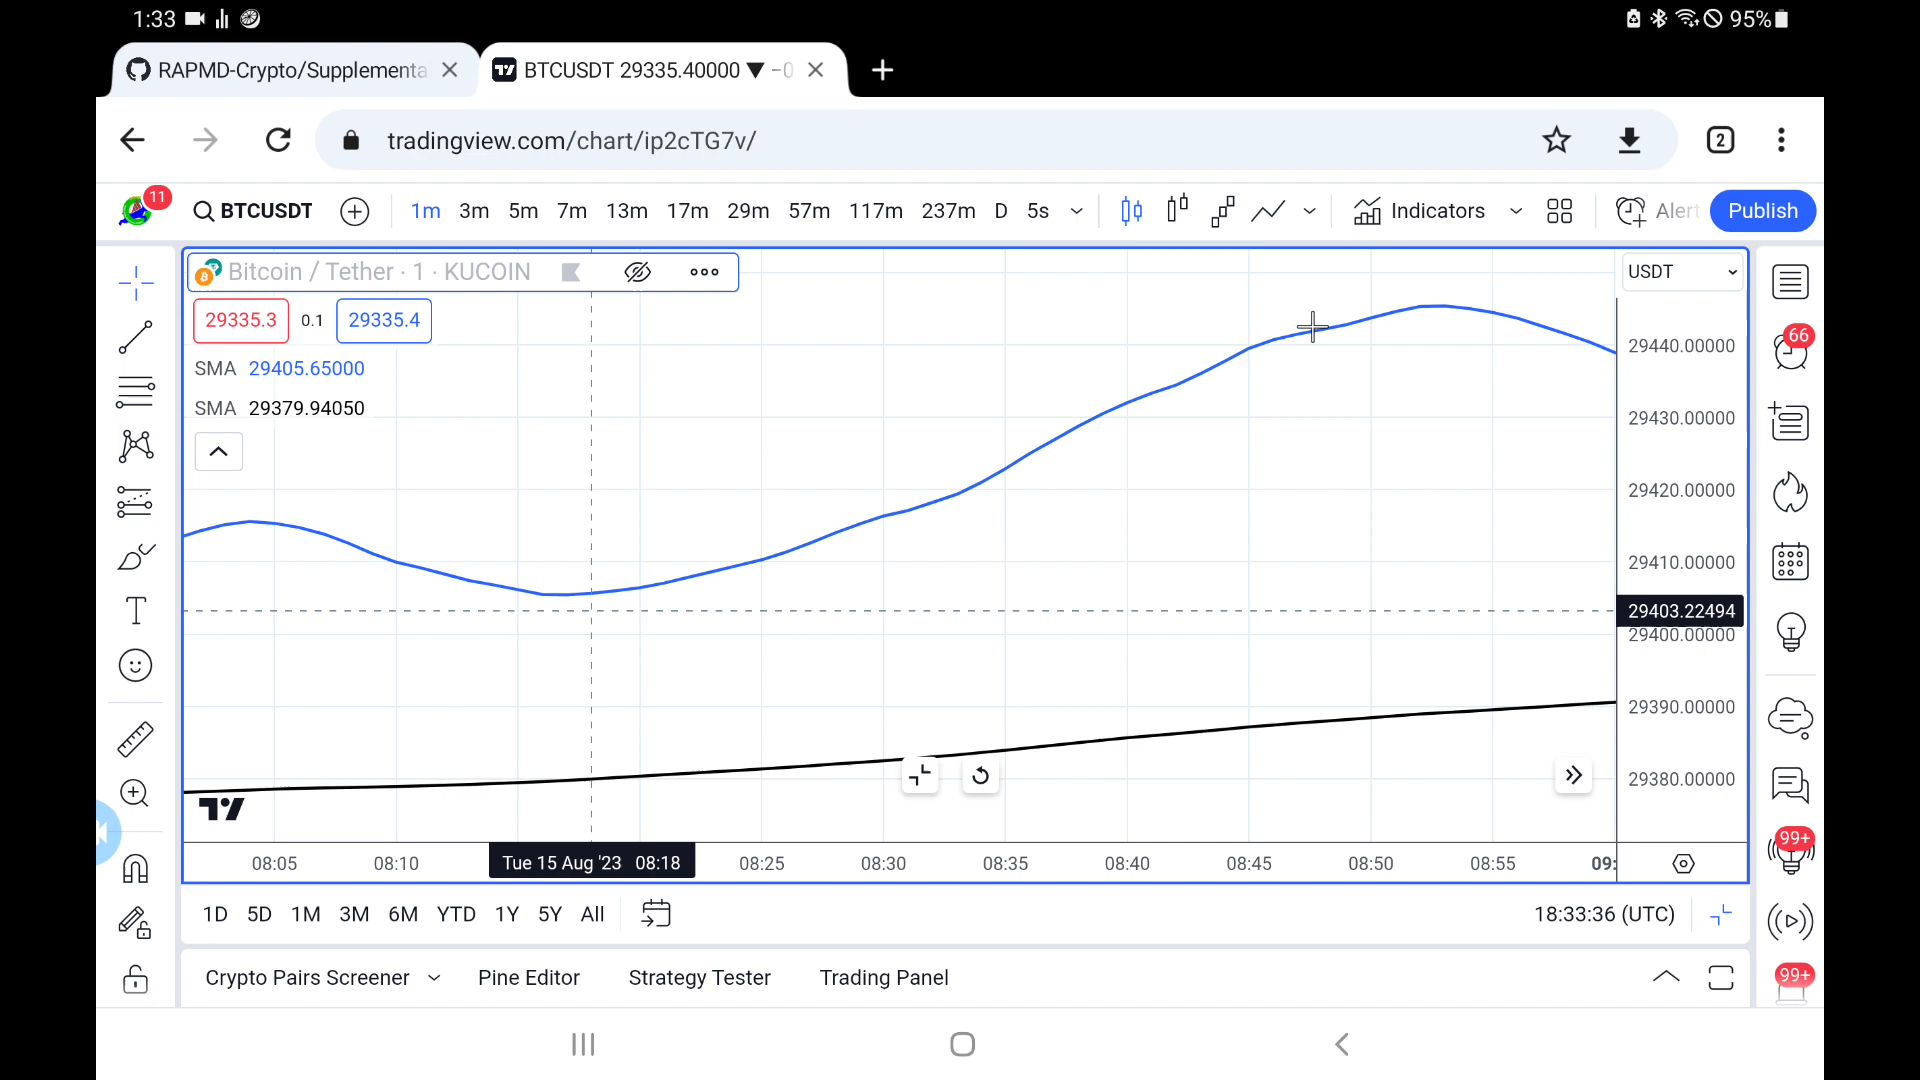 1:33 95%
RAPMD-Crypto/Supplementa BTCUSDT 29335.40000 ▼ −0
tradingview.com/chart/ip2cTG7v/ 2
11 BTCUSDT 1m 3m 5m 7m 13m 17m 29m 57m 117m 237m D 5s Indicators Alert Publish
Bitcoin / Tether · 1 · KUCOIN USDT
29335.3 0.1 29335.4
SMA 29405.65000
SMA 29379.94050
66
29440.00000
29430.00000
29420.00000
29410.00000
29403.22494
29400.00000
29390.00000
29380.00000
99+
08:05 08:10 Tue 15 Aug '23 08:18 08:25 08:30 08:35 08:40 08:45 08:50 08:55 09:
1D 5D 1M 3M 6M YTD 1Y 5Y All 18:33:36 (UTC)
Crypto Pairs Screener Pine Editor Strategy Tester Trading Panel 99+